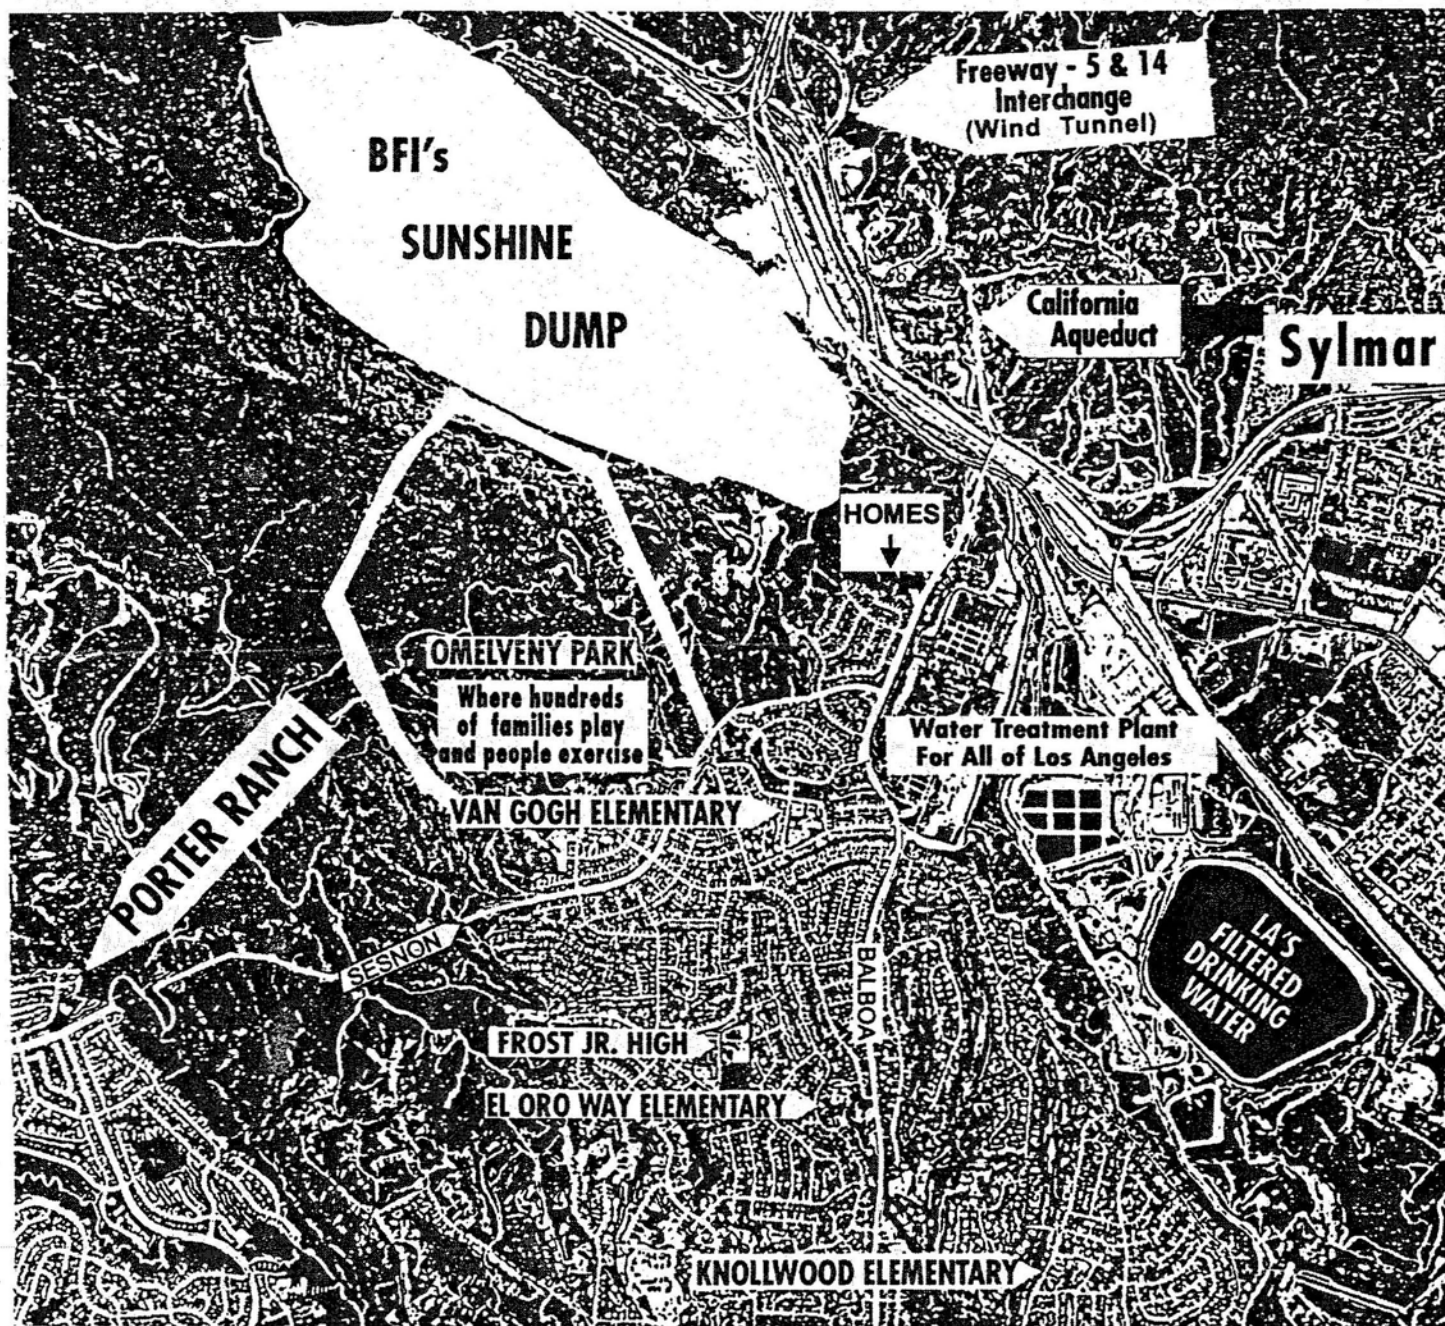 Freeway - 5 & 14
Interchange
(Wind Tunnel)
BFI's
SUNSHINE
DUMP
California
Aqueduct
Sylmar
HOMES
OMELVENY PARK
Where hundreds
of families play
and people exercise
PORTER RANCH
Water Treatment Plant
For All of Los Angeles
VAN GOGH ELEMENTARY
SESNON
BALBOA
LA'S
FILTERED
DRINKING
WATER
FROST JR. HIGH
EL ORO WAY ELEMENTARY
KNOLLWOOD ELEMENTARY